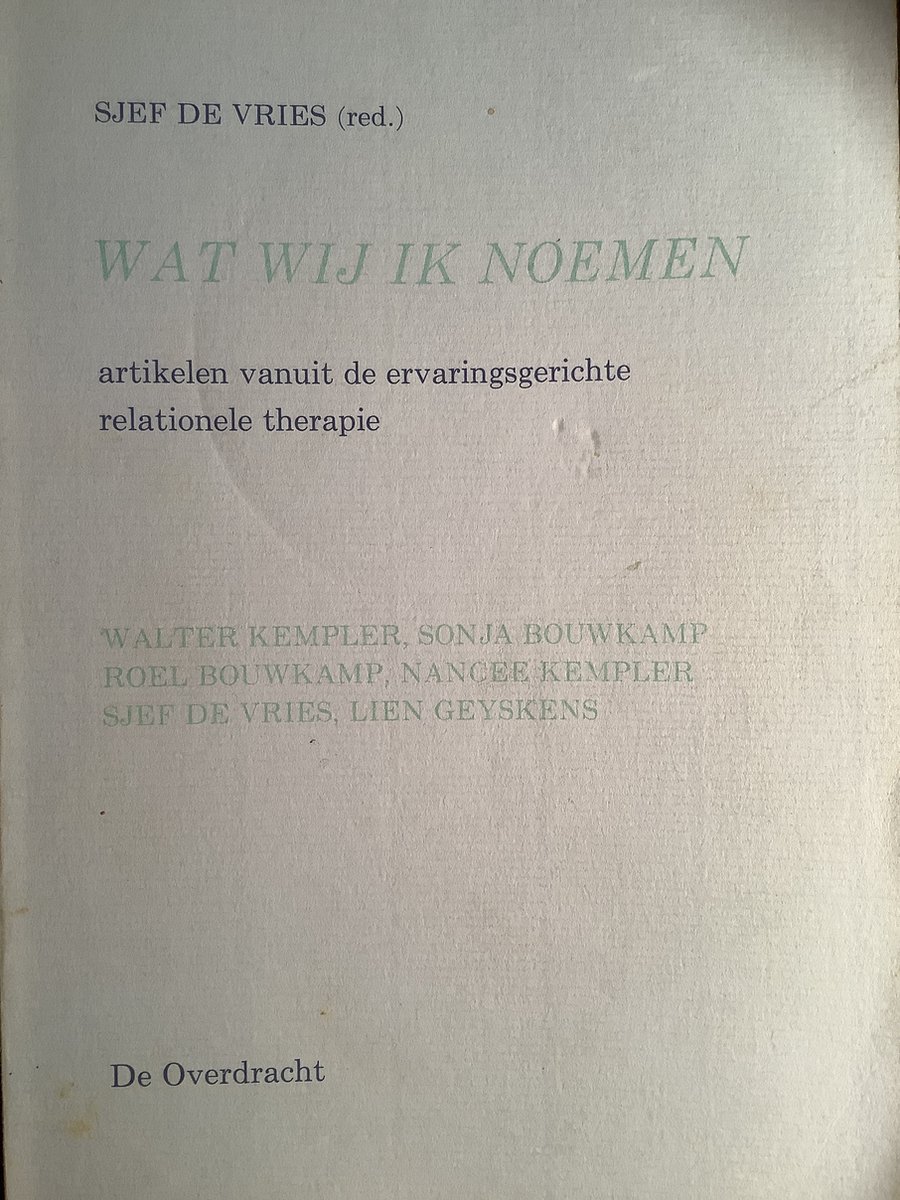 SJEF DE VRIES (red.)
WAT WIJ IK NOEMEN
artikelen vanuit de ervaringsgerichte
relationele therapie
WALTER KEMPLER, SONJA BOUWKAMP
ROEL BOUWKAMP, NANCEE KEMPLER
SJEF DE VRIES, LIEN GEYSKENS
De Overdracht